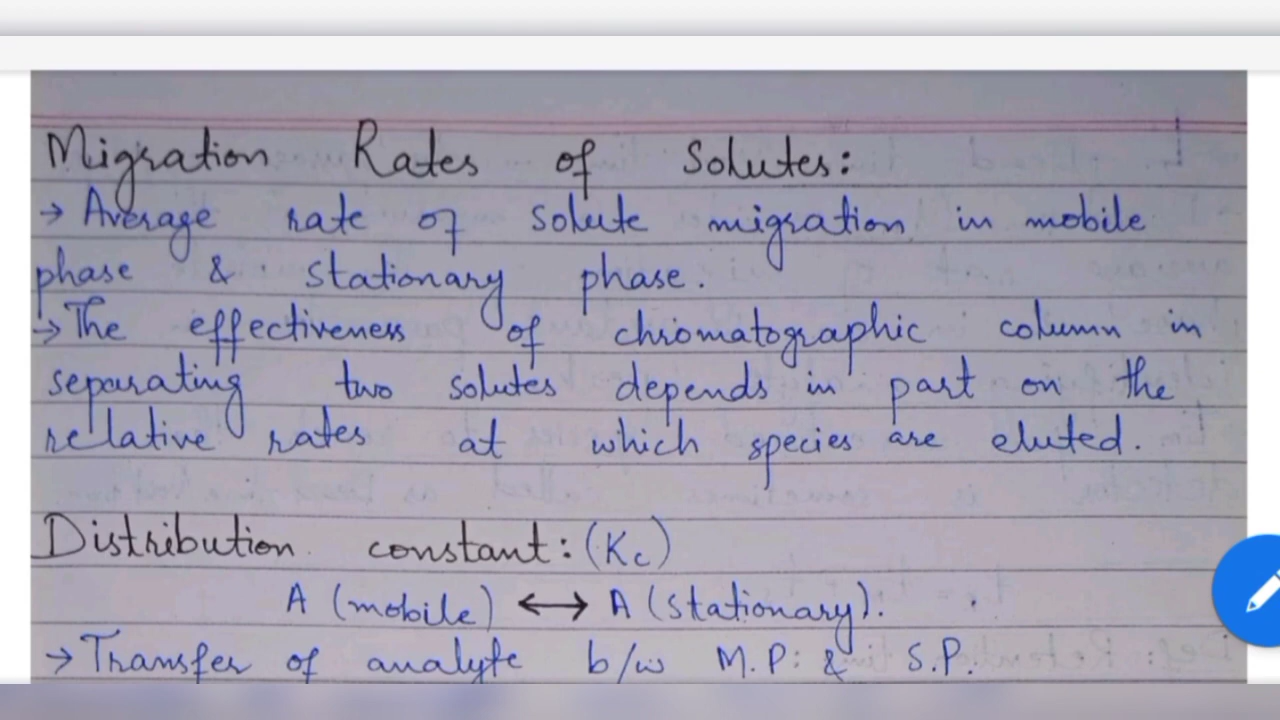 Migration Rates of Solutes:
→ Average rate of solute migration in mobile
phase & stationary phase.
→ The effectiveness of chromatographic column in
separating two solutes depends in part on the
relative rates at which species are eluted.
Distribution constant: (Kc)
A (mobile) ↔ A (stationary).
→ Transfer of analyte b/w M.P. & S.P.